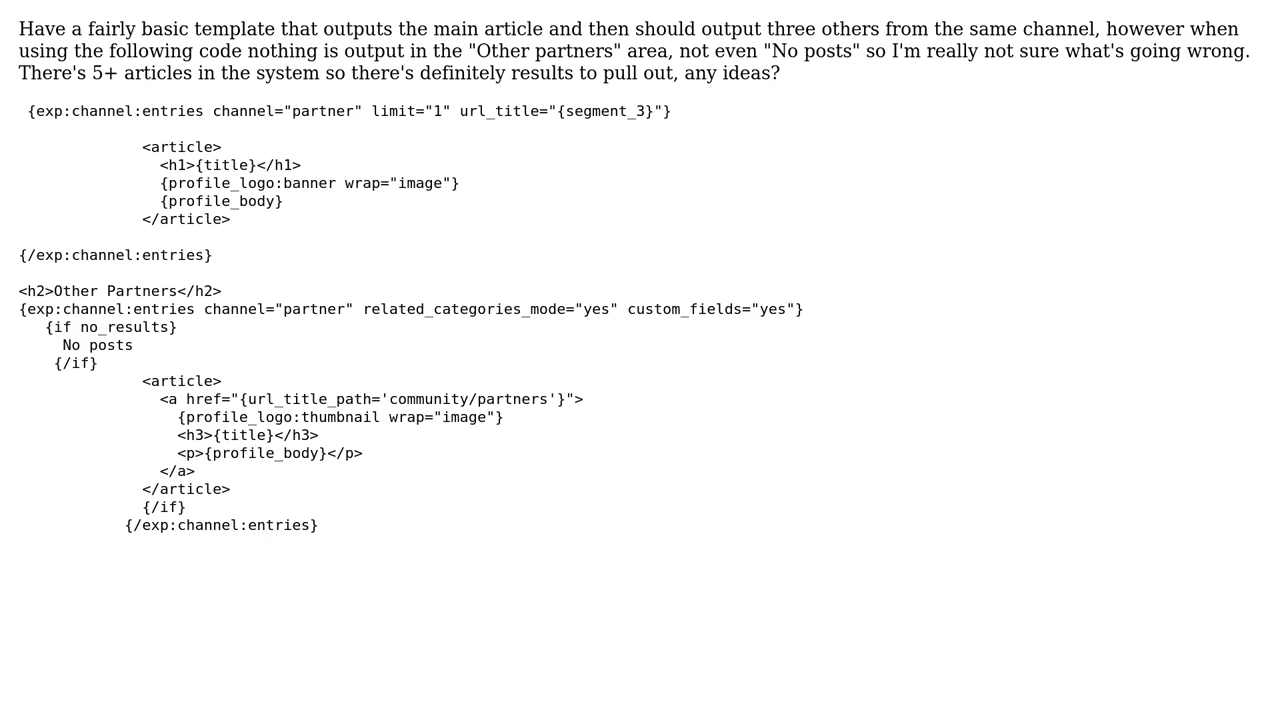 Have a fairly basic template that outputs the main article and then should output three others from the same channel, however when
using the following code nothing is output in the "Other partners" area, not even "No posts" so I'm really not sure what's going wrong.
There's 5+ articles in the system so there's definitely results to pull out, any ideas?
{exp:channel:entries channel="partner" limit="1" url_title="{segment_3}"}
<article>
<h1>{title}</h1>
{profile_logo:banner wrap="image"}
{profile_body}
</article>
{/exp:channel:entries}
<h2>Other Partners</h2>
{exp:channel:entries channel="partner" related_categories_mode="yes" custom_fields="yes"}
{if no_results}
No posts
{/if}
<article>
<a href="{url_title_path='community/partners'}">
{profile_logo:thumbnail wrap="image"}
<h3>{title}</h3>
<p>{profile_body}</p>
</a>
</article>
{/if}
{/exp:channel:entries}